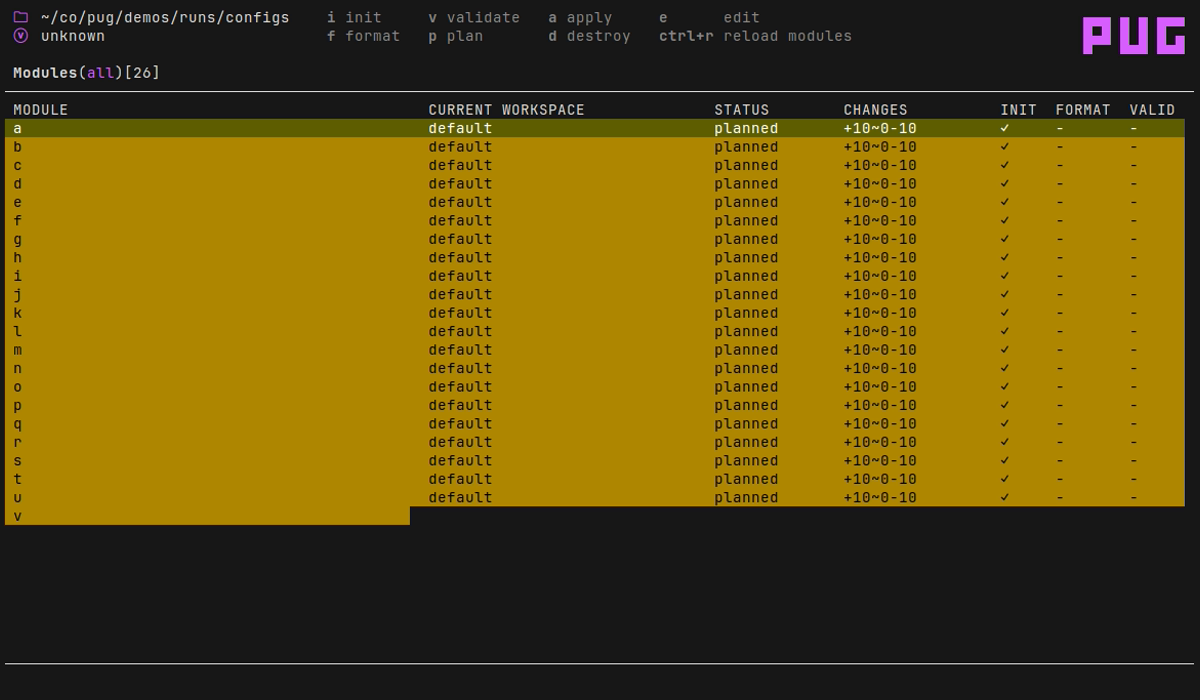 ~/co/pug/demos/runs/configs i init v validate a apply e edit
v unknown f format p plan d destroy ctrl+r reload modules
PUG
Modules(all)[26]
MODULE CURRENT WORKSPACE STATUS CHANGES INIT FORMAT VALID
a default planned +10~0-10 ✓ - -
b default planned +10~0-10 ✓ - -
c default planned +10~0-10 ✓ - -
d default planned +10~0-10 ✓ - -
e default planned +10~0-10 ✓ - -
f default planned +10~0-10 ✓ - -
g default planned +10~0-10 ✓ - -
h default planned +10~0-10 ✓ - -
i default planned +10~0-10 ✓ - -
j default planned +10~0-10 ✓ - -
k default planned +10~0-10 ✓ - -
l default planned +10~0-10 ✓ - -
m default planned +10~0-10 ✓ - -
n default planned +10~0-10 ✓ - -
o default planned +10~0-10 ✓ - -
p default planned +10~0-10 ✓ - -
q default planned +10~0-10 ✓ - -
r default planned +10~0-10 ✓ - -
s default planned +10~0-10 ✓ - -
t default planned +10~0-10 ✓ - -
u default planned +10~0-10 ✓ - -
v